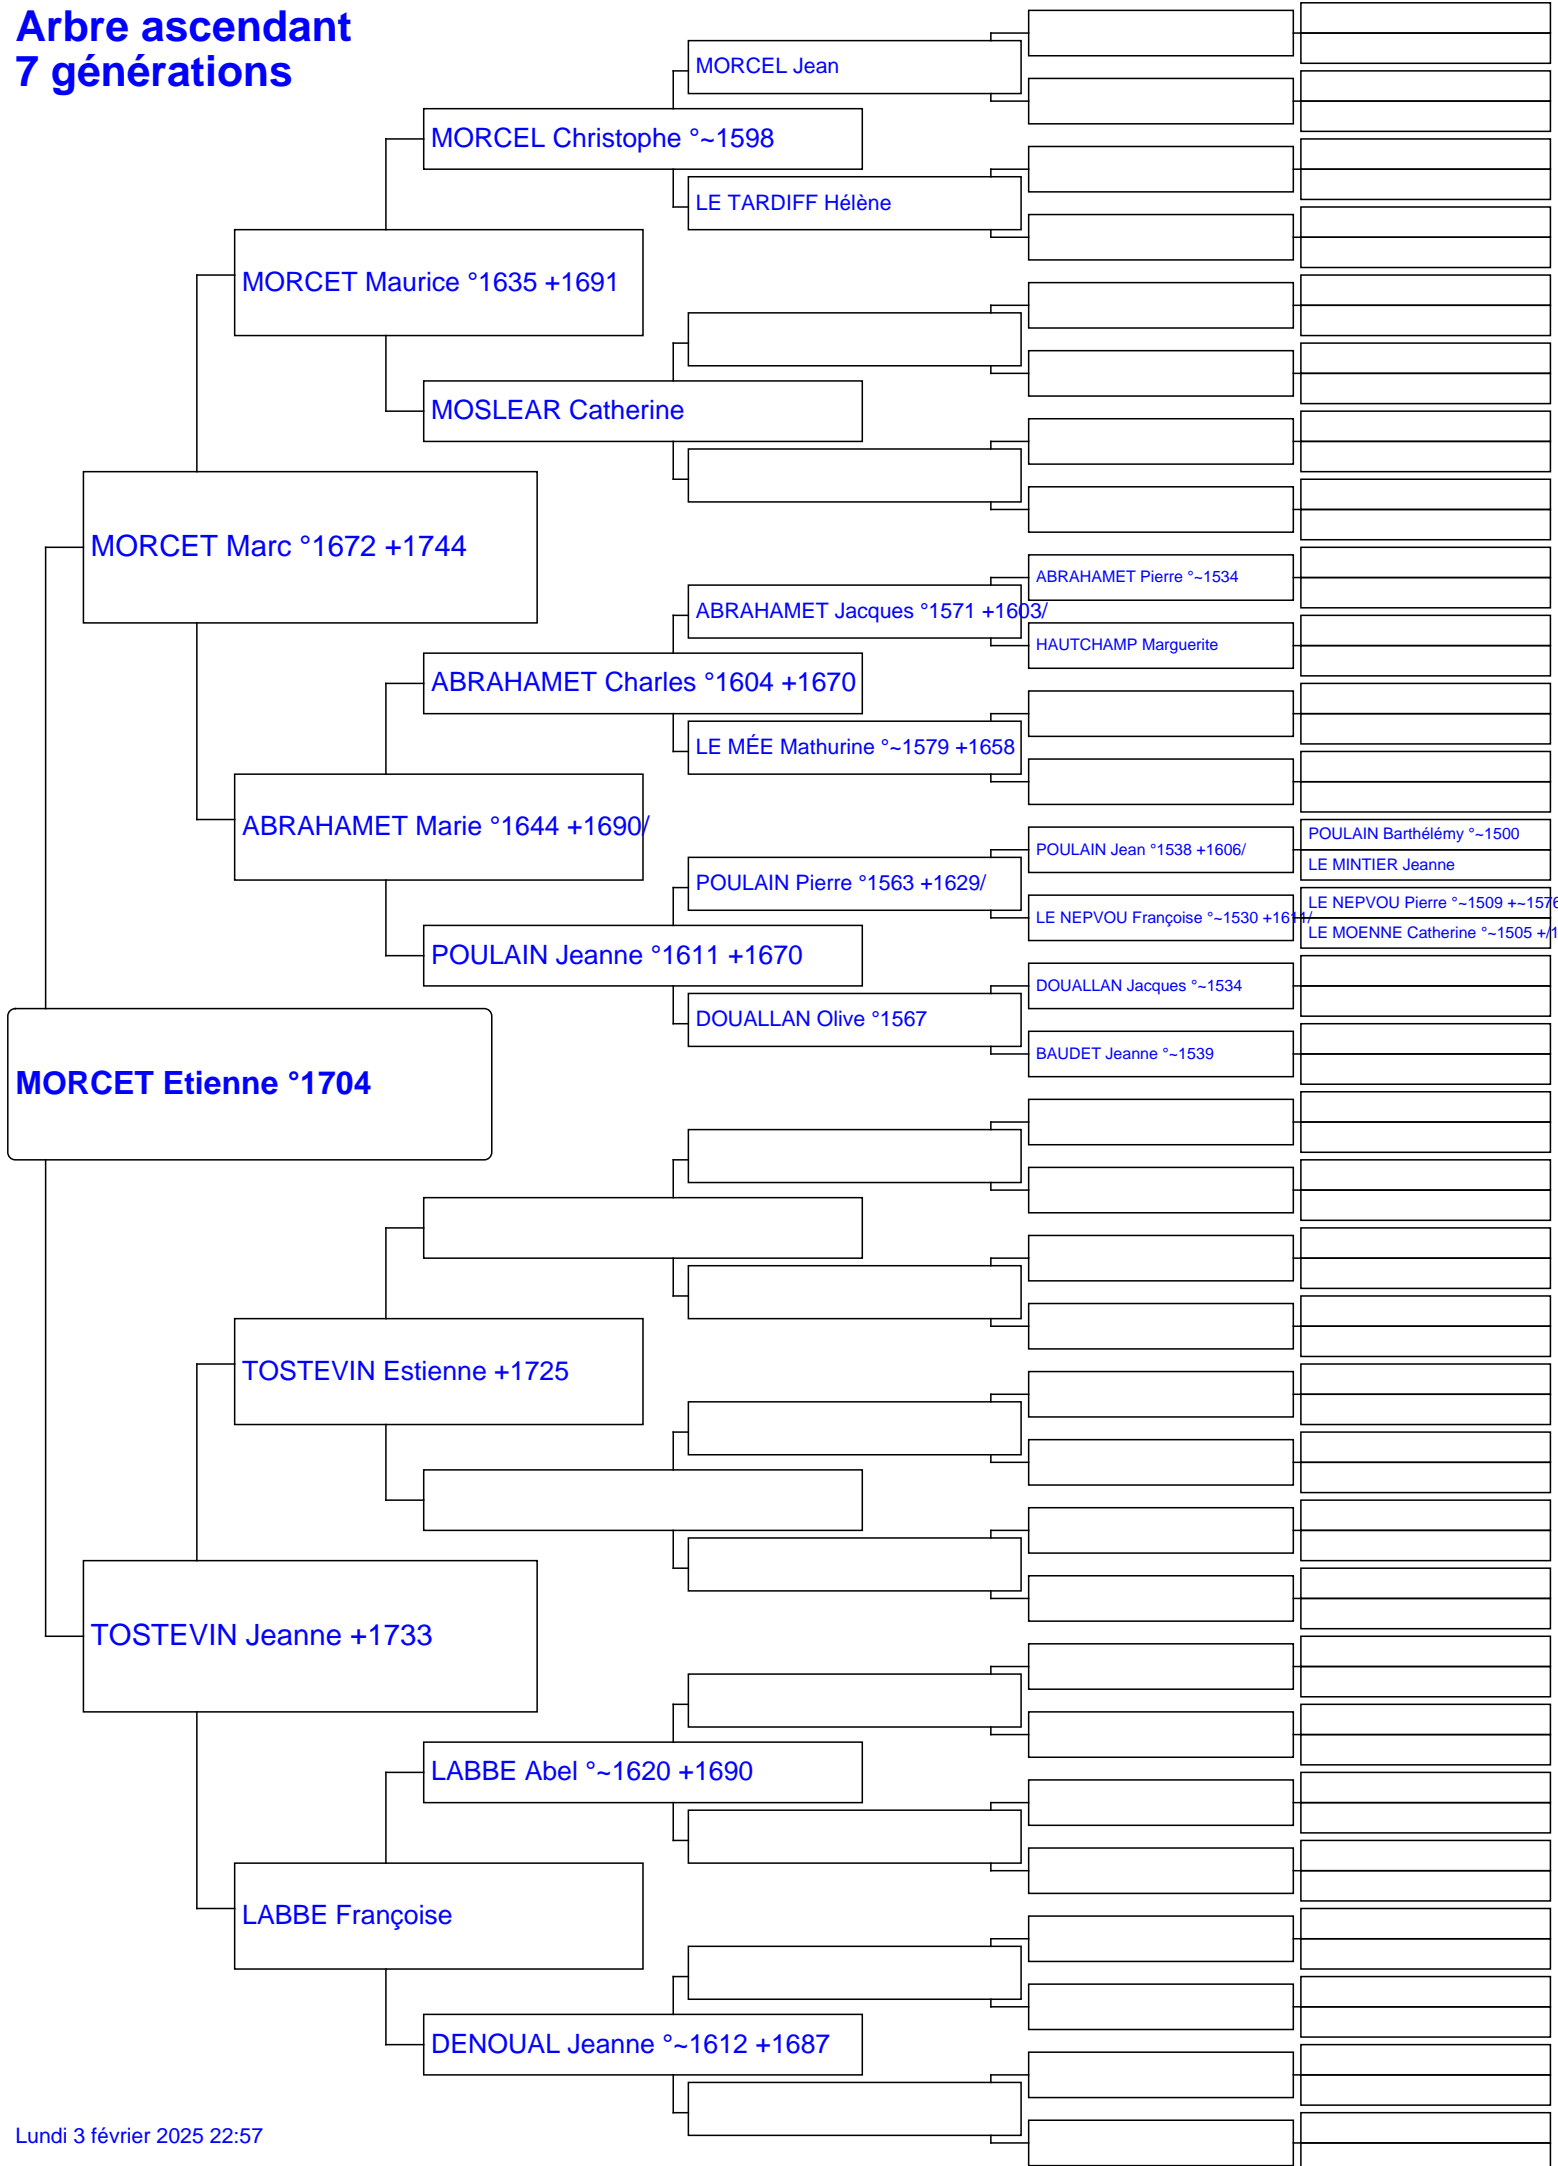 Arbre ascendant
7 générations
MORCEL Jean
MORCEL Christophe °~1598
LE TARDIFF Hélène
MORCET Maurice °1635 +1691
MOSLEAR Catherine
MORCET Marc °1672 +1744
ABRAHAMET Pierre °~1534
ABRAHAMET Jacques °1571 +1603/
HAUTCHAMP Marguerite
ABRAHAMET Charles °1604 +1670
LE MÉE Mathurine °~1579 +1658
ABRAHAMET Marie °1644 +1690/
POULAIN Barthélémy °~1500
POULAIN Jean °1538 +1606/
LE MINTIER Jeanne
POULAIN Pierre °1563 +1629/
LE NEPVOU Pierre °~1509 +~1576
LE NEPVOU Françoise °~1530 +1611/
LE MOENNE Catherine °~1505 +/1
POULAIN Jeanne °1611 +1670
DOUALLAN Jacques °~1534
DOUALLAN Olive °1567
BAUDET Jeanne °~1539
MORCET Etienne °1704
TOSTEVIN Estienne +1725
TOSTEVIN Jeanne +1733
LABBE Abel °~1620 +1690
LABBE Françoise
DENOUAL Jeanne °~1612 +1687
Lundi 3 février 2025 22:57